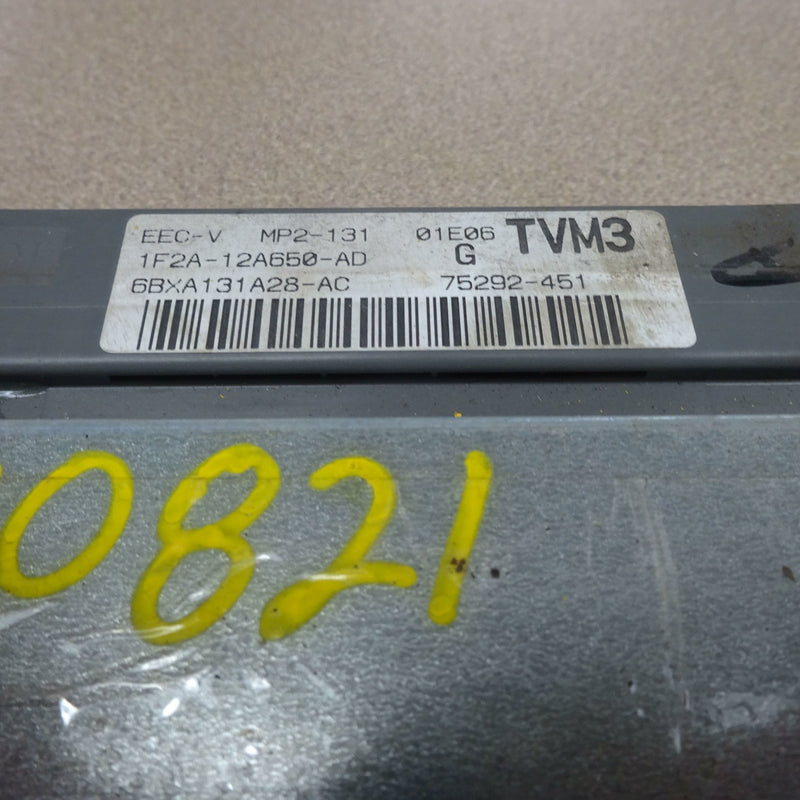 EEC-V MP2-131 01E06 TVM3
1F2A-12A650-AD G
6BXA131A28-AC 75292-451
0821